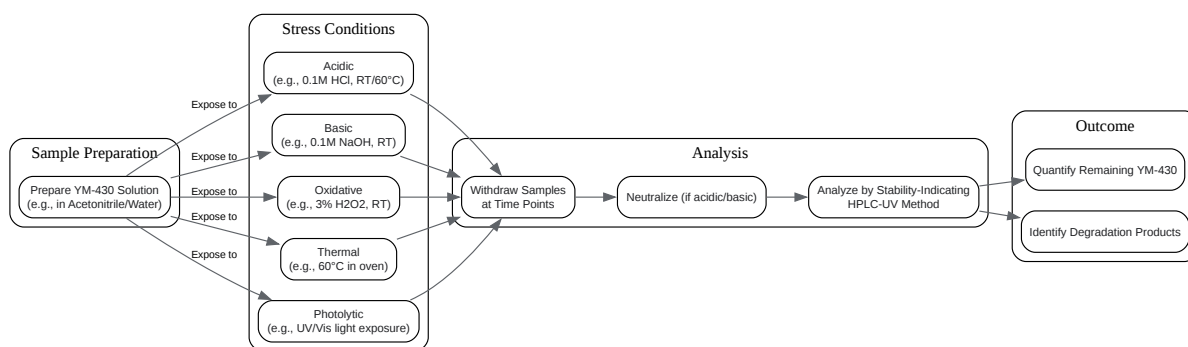 Sample Preparation
Prepare YM-430 Solution
(e.g., in Acetonitrile/Water)
Expose to
Expose to
Expose to
Expose to
Expose to
Stress Conditions
Acidic
(e.g., 0.1M HCl, RT/60°C)
Basic
(e.g., 0.1M NaOH, RT)
Oxidative
(e.g., 3% H2O2, RT)
Thermal
(e.g., 60°C in oven)
Photolytic
(e.g., UV/Vis light exposure)
Analysis
Withdraw Samples
at Time Points
Neutralize (if acidic/basic)
Analyze by Stability-Indicating
HPLC-UV Method
Outcome
Quantify Remaining YM-430
Identify Degradation Products